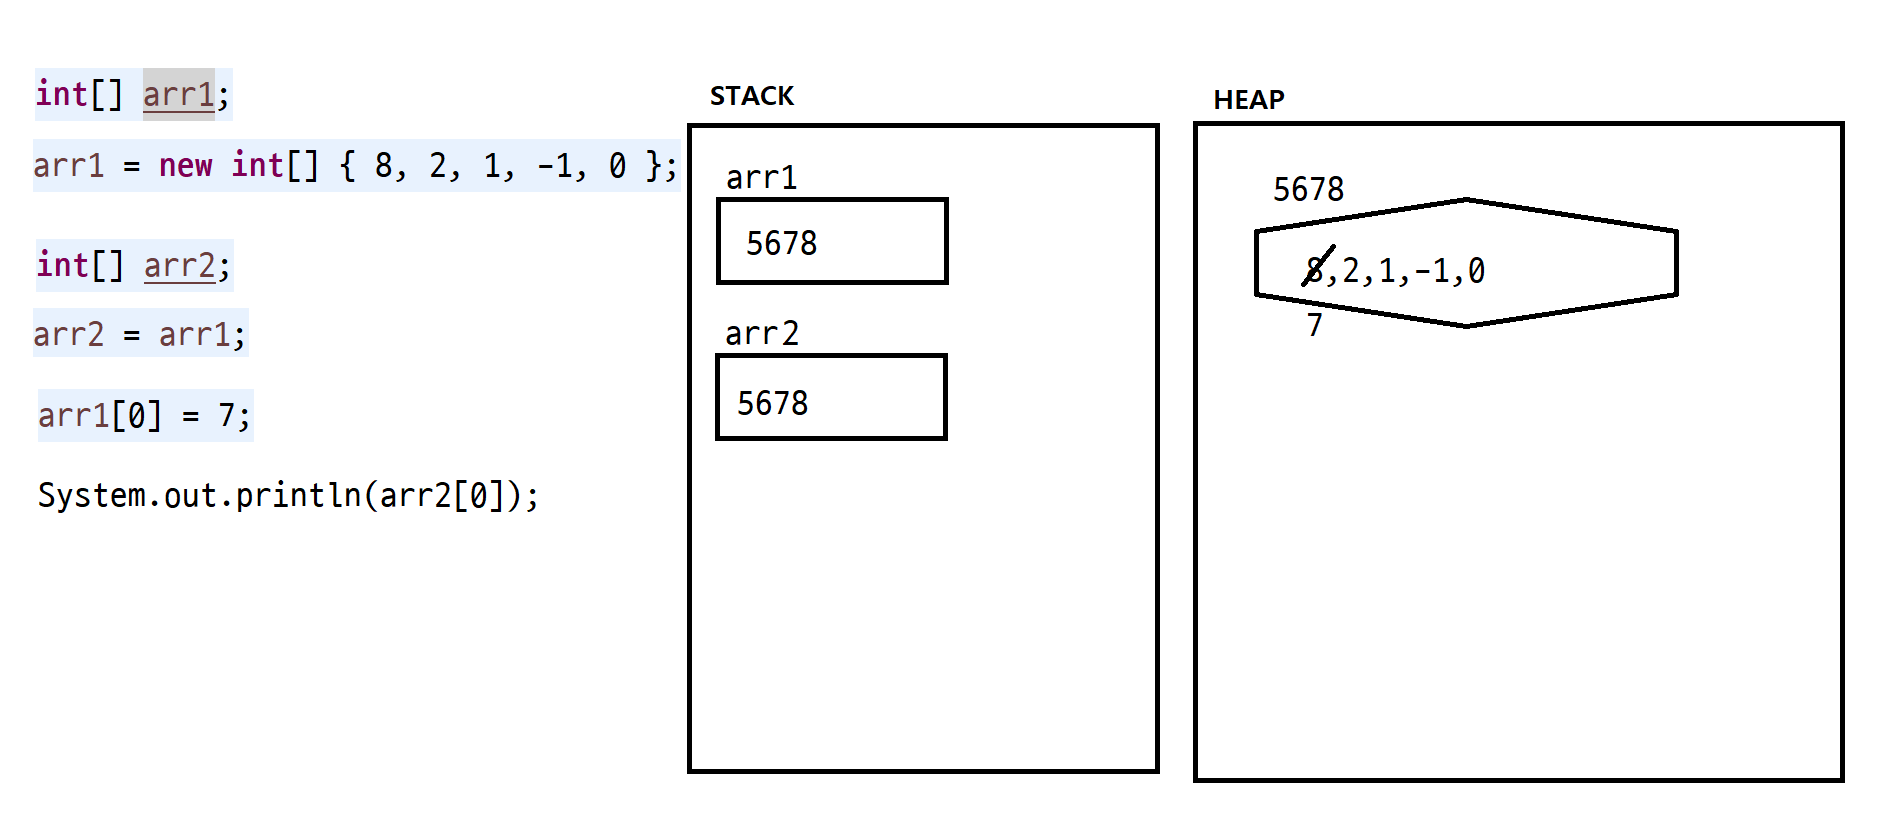 int[] arr1;
arr1 = new int[] { 8, 2, 1, -1, 0 };
int[] arr2;
arr2 = arr1;
arr1[0] = 7;
System.out.println(arr2[0]);
STACK
arr1
5678
arr2
5678
HEAP
5678
8,2,1,-1,0
7